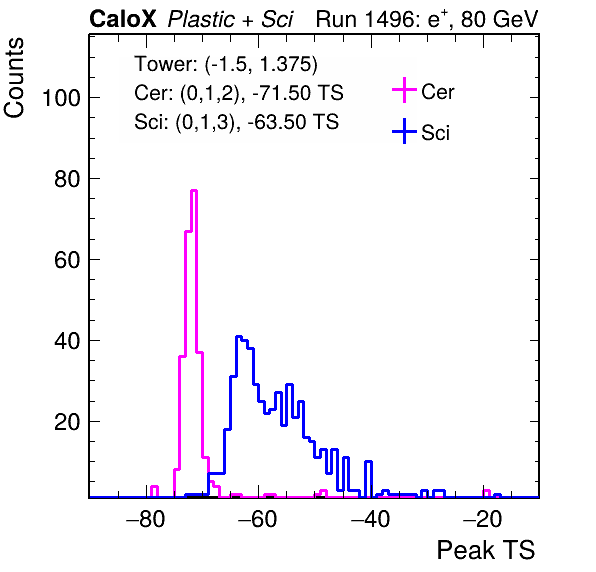 CaloX Plastic + Sci Run 1496: e⁺, 80 GeV
Counts
Tower: (-1.5, 1.375)
Cer: (0,1,2), -71.50 TS
Sci: (0,1,3), -63.50 TS
Cer
Sci
100
80
60
40
20
−80 −60 −40 −20
Peak TS